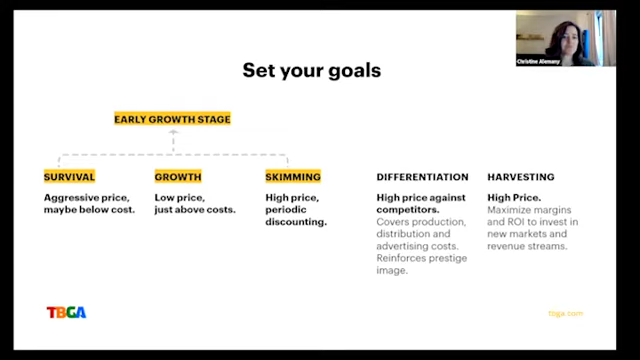 Christine Alemany
Set your goals
EARLY GROWTH STAGE
SURVIVAL
Aggressive price,
maybe below cost.
GROWTH
Low price,
just above costs.
SKIMMING
High price,
periodic
discounting.
DIFFERENTIATION
High price against
competitors.
Covers production,
distribution and
advertising costs.
Reinforces prestige
image.
HARVESTING
High Price.
Maximize margins
and ROI to invest in
new markets and
revenue streams.
TBGA
tbga.com